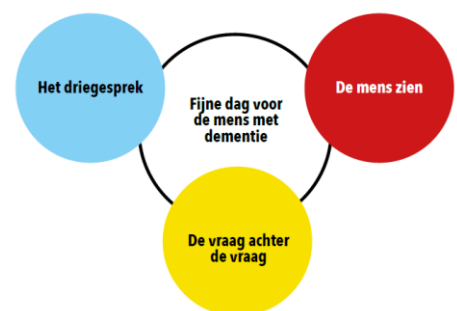 Het driegesprek
Fijne dag voor
de mens met
dementie
De mens zien
De vraag achter
de vraag